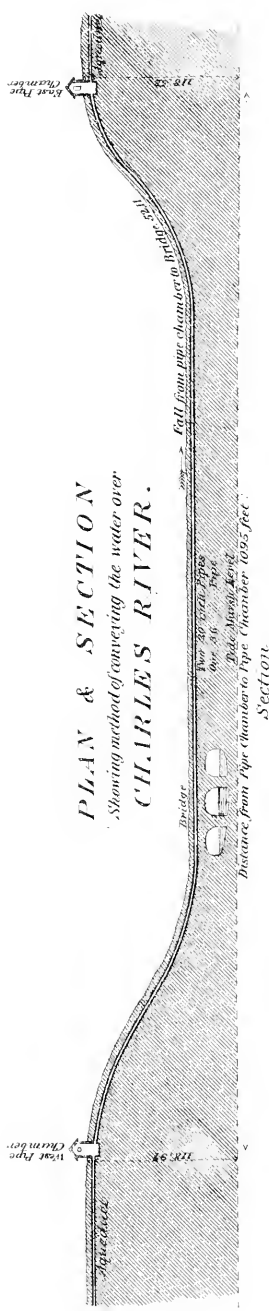 PLAN & SECTION
Showing method of conveying the water over
CHARLES RIVER.
West Pipe
Chamber
East Pipe
Chamber
Aqueduct
Aqueduct
Bridge
Fall from pipe chamber to Bridge 52ft
Two 30 inch Pipes
One 36 " Pipe
Tide Marsh Level
Distance from Pipe Chamber to Pipe Chamber 1095 feet
Section